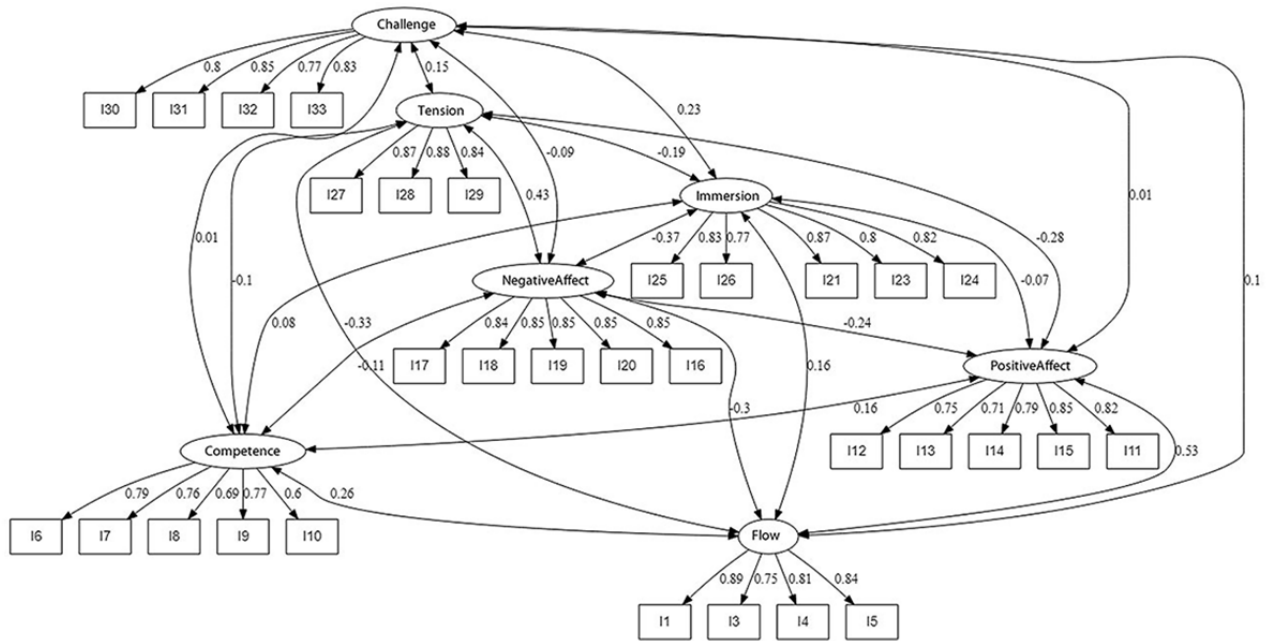 Challenge
0.8 0.85 0.77 0.83 0.15
I30 I31 I32 I33
Tension
0.23
0.87 0.88 0.84 -0.09 -0.19
I27 I28 I29 0.43
Immersion
0.01
0.01 -0.37 0.83 0.77 0.87 0.8 0.82 -0.28
I25 I26 I21 I23 I24
NegativeAffect
-0.1 -0.07 0.1
0.08 -0.33 0.84 0.85 0.85 0.85 0.85 -0.24
I17 I18 I19 I20 I16
-0.11 0.16 PositiveAffect
-0.3 0.16 0.75 0.71 0.79 0.85 0.82
Competence I12 I13 I14 I15 I11 0.53
0.79 0.76 0.69 0.77 0.6 0.26
I6 I7 I8 I9 I10 Flow
0.89 0.75 0.81 0.84
I1 I3 I4 I5